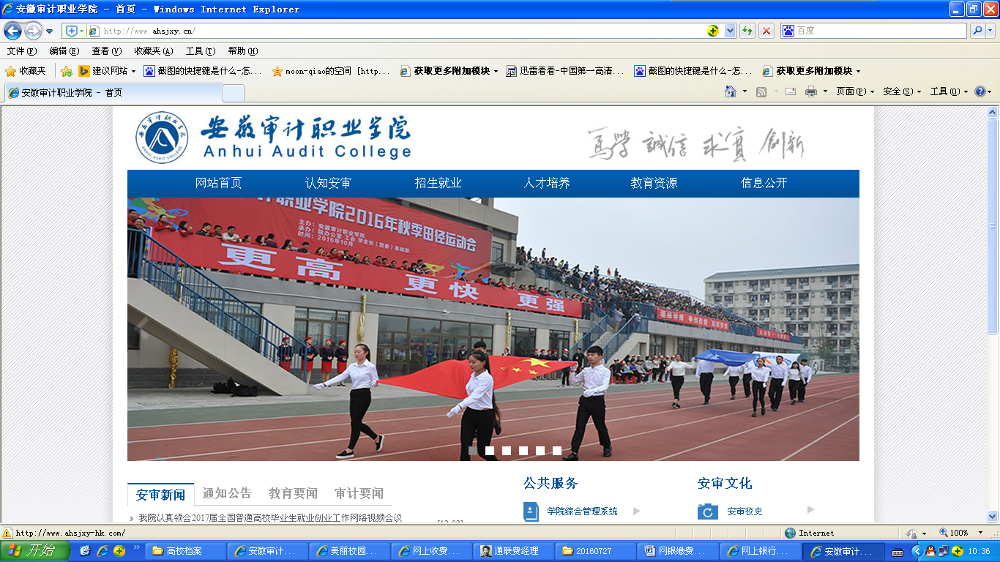 安徽审计职业学院 - 首页 - Windows Internet Explorer
http://www.ahsjxy.cn/
百度
文件(F) 编辑(E) 查看(V) 收藏夹(A) 工具(T) 帮助(H)
收藏夹 建议网站 截图的快捷键是什么-怎... moon-qiao的空间 [http... 获取更多附加模块 迅雷看看-中国第一高清... 截图的快捷键是什么-怎... 获取更多附加模块
安徽审计职业学院 - 首页
页面(P) 安全(S) 工具(O)
安徽审计职业学院
Anhui Audit College
ANHUI AUDIT COLLEGE
篤學 誠信 求真 創新
网站首页 认知安审 招生就业 人才培养 教育资源 信息公开
计职业学院2016年秋季田径运动会
主办：安徽审计职业学院
承办：院办公室 工会 学生处（团委）基础部
时间：2016年10月
更高 更快 更强
安审新闻 通知公告 教育要闻 审计要闻
我院认真领会2017届全国普通高校毕业生就业创业工作网络视频会议
[12-02]
公共服务
学院综合管理系统
安审文化
安审校史
http://www.ahsjxy-hk.com/
Internet
100%
开始
高校档案
安徽审计...
美丽校园...
网上收费...
通联费经理
20160727
网银缴费...
网上银行...
安徽审计...
10:36